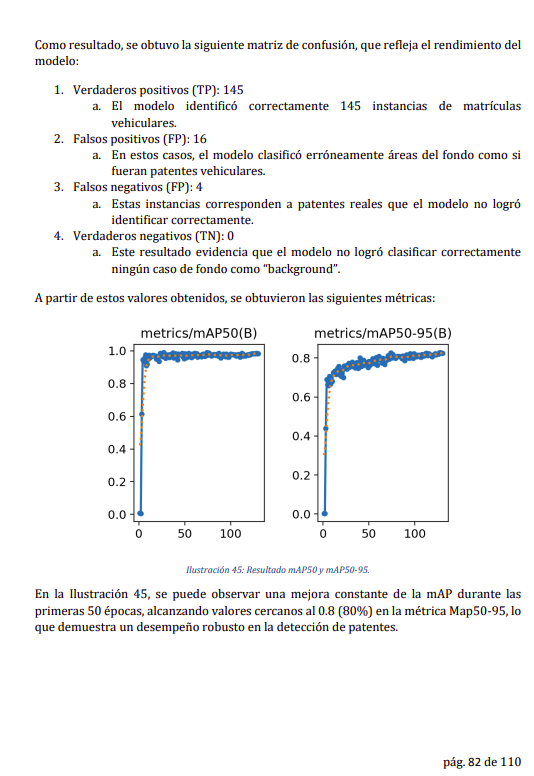 Como resultado, se obtuvo la siguiente matriz de confusión, que refleja el rendimiento del
modelo:
1. Verdaderos positivos (TP): 145
a. El modelo identificó correctamente 145 instancias de matrículas
vehiculares.
2. Falsos positivos (FP): 16
a. En estos casos, el modelo clasificó erróneamente áreas del fondo como si
fueran patentes vehiculares.
3. Falsos negativos (FP): 4
a. Estas instancias corresponden a patentes reales que el modelo no logró
identificar correctamente.
4. Verdaderos negativos (TN): 0
a. Este resultado evidencia que el modelo no logró clasificar correctamente
ningún caso de fondo como “background”.
A partir de estos valores obtenidos, se obtuvieron las siguientes métricas:
metrics/mAP50(B)
1.0
0.8
0.6
0.4
0.2
0.0
0 50 100
metrics/mAP50-95(B)
0.8
0.6
0.4
0.2
0.0
0 50 100
Ilustración 45: Resultado mAP50 y mAP50-95.
En la Ilustración 45, se puede observar una mejora constante de la mAP durante las
primeras 50 épocas, alcanzando valores cercanos al 0.8 (80%) en la métrica Map50-95, lo
que demuestra un desempeño robusto en la detección de patentes.
pág. 82 de 110